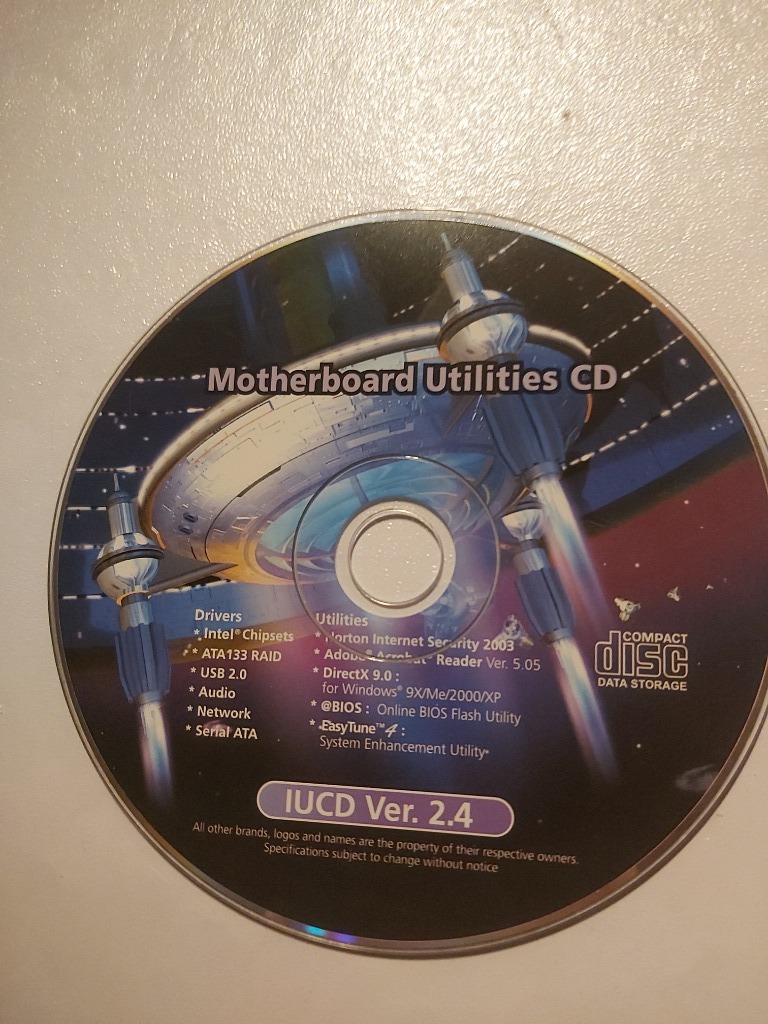 Motherboard Utilities CD
Drivers
* Intel® Chipsets
* ATA133 RAID
* USB 2.0
* Audio
* Network
* Serial ATA
Utilities
* Norton Internet Security 2003
* Adobe® Acrobat® Reader Ver. 5.05
* DirectX 9.0 :
for Windows® 9X/Me/2000/XP
* @BIOS : Online BIOS Flash Utility
* EasyTune™ 4 :
System Enhancement Utility
COMPACT
disc
DATA STORAGE
IUCD Ver. 2.4
All other brands, logos and names are the property of their respective owners.
Specifications subject to change without notice